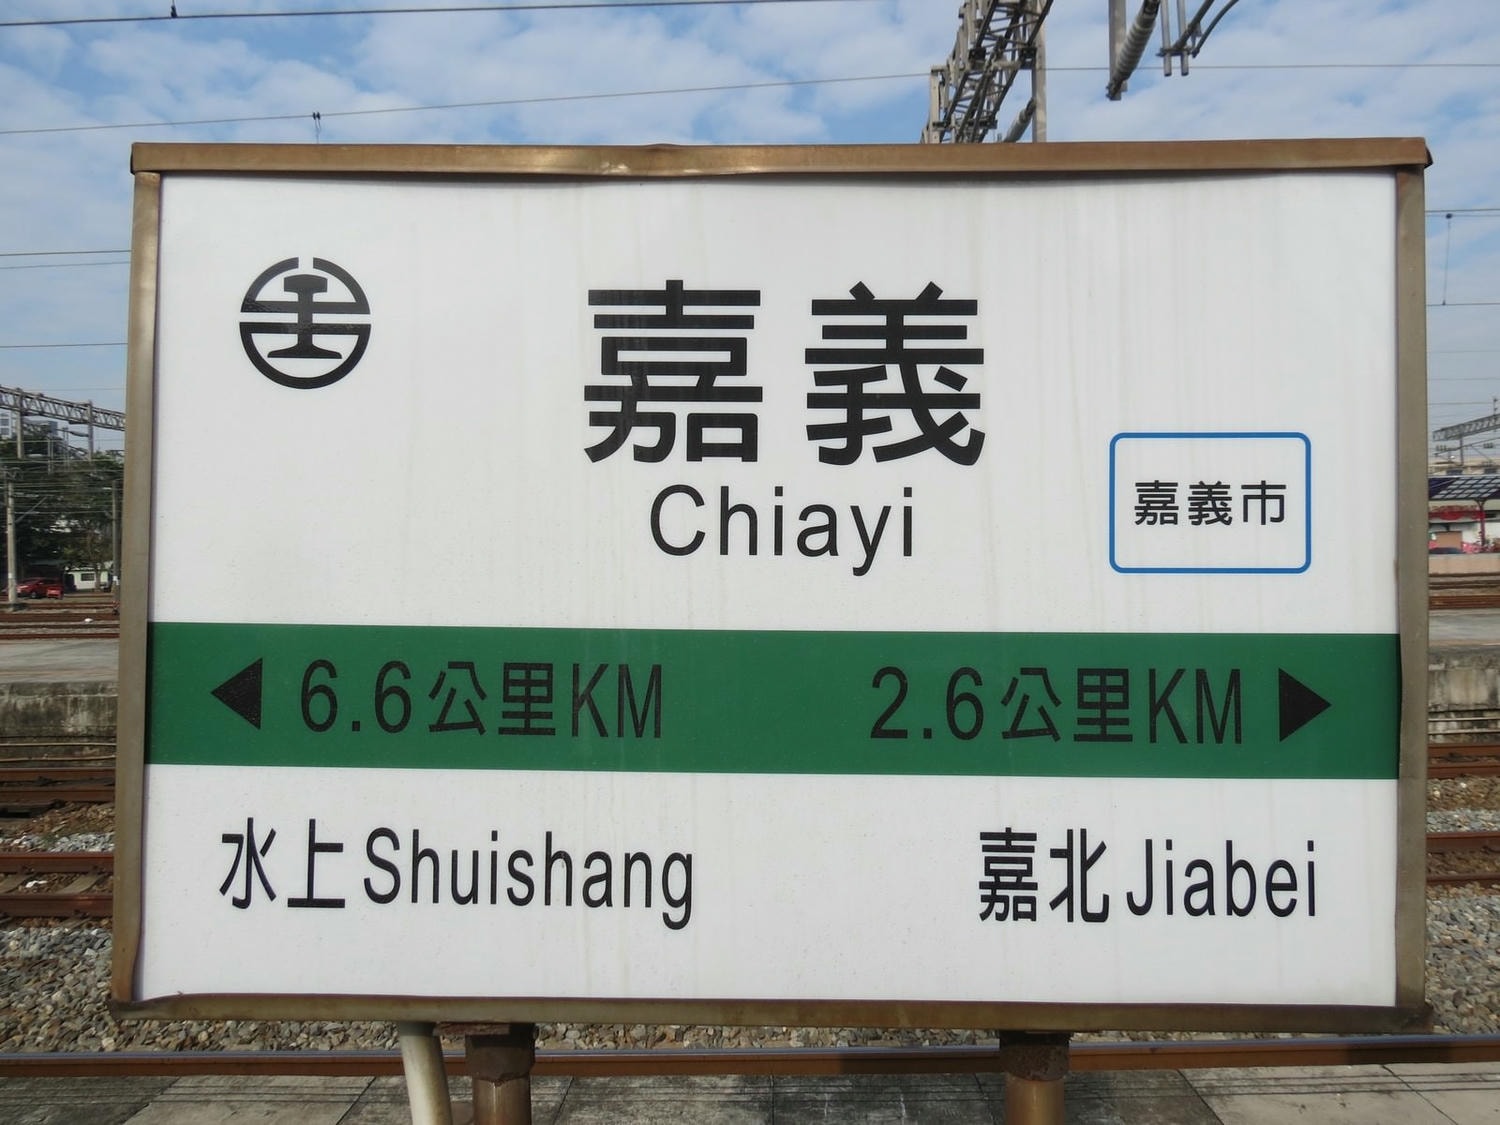 嘉義
Chiayi
嘉義市
6.6公里KM
2.6公里KM
水上Shuishang
嘉北Jiabei